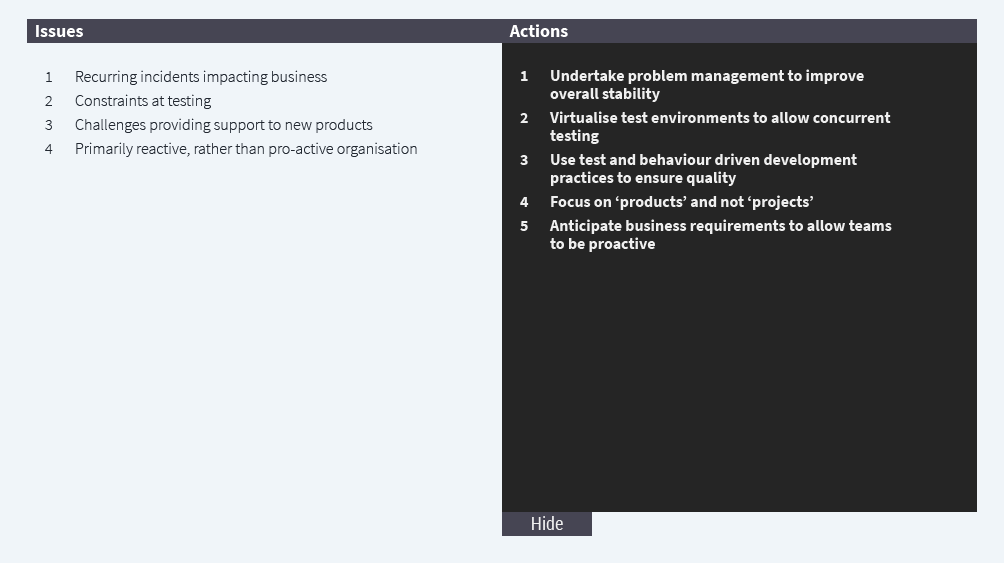 Issues
1 Recurring incidents impacting business
2 Constraints at testing
3 Challenges providing support to new products
4 Primarily reactive, rather than pro-active organisation
Actions
1 Undertake problem management to improve
overall stability
2 Virtualise test environments to allow concurrent
testing
3 Use test and behaviour driven development
practices to ensure quality
4 Focus on ‘products’ and not ‘projects’
5 Anticipate business requirements to allow teams
to be proactive
Hide